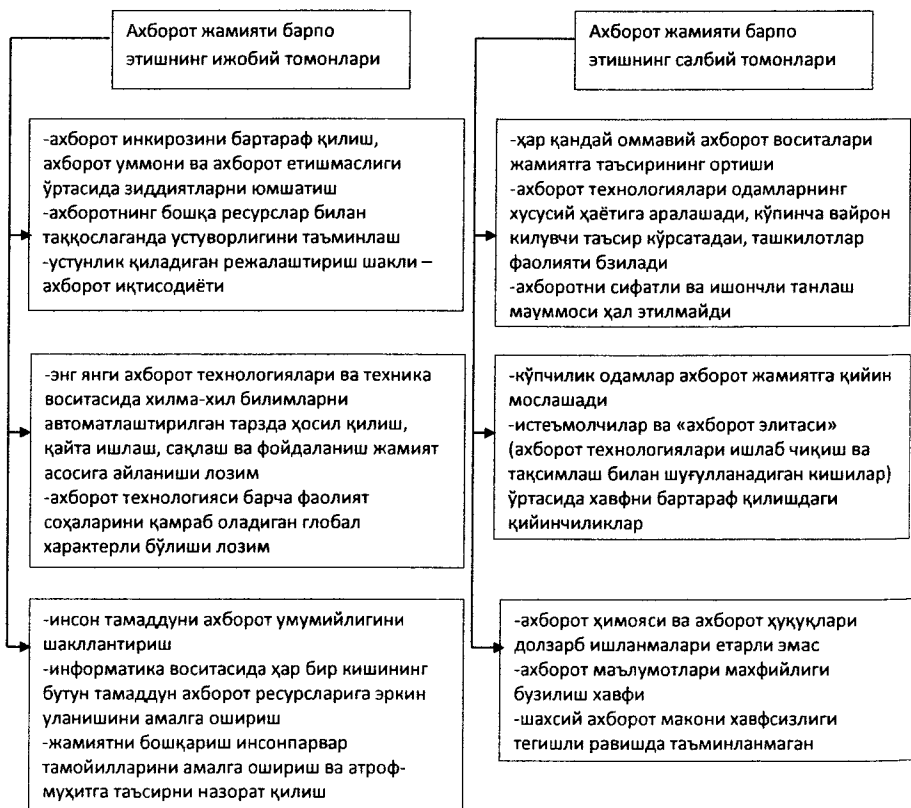 Ахборот жамияти барпо
этишнинг ижобий томонлари
-ахборот инкирозини бартараф қилиш,
ахборот уммони ва ахборот етишмаслиги
ўртасида зиддиятларни юмшатиш
-ахборотнинг бошқа ресурслар билан
таққослаганда устуворлигини таъминлаш
-устунлик қиладиган режалаштириш шакли –
ахборот иқтисодиёти
-энг янги ахборот технологиялари ва техника
воситасида хилма-хил билимларни
автоматлаштирилган тарзда ҳосил қилиш,
қайта ишлаш, сақлаш ва фойдаланиш жамият
асосига айланиши лозим
-ахборот технологияси барча фаолият
соҳаларини қамраб оладиган глобал
характерли бўлиши лозим
-инсон тамаддуни ахборот умумийлигини
шакллантириш
-информатика воситасида ҳар бир кишининг
бутун тамаддун ахборот ресурсларига эркин
уланишини амалга ошириш
-жамиятни бошқариш инсонпарвар
тамойилларини амалга ошириш ва атроф-
муҳитга таъсирни назорат қилиш
Ахборот жамияти барпо
этишнинг салбий томонлари
-ҳар қандай оммавий ахборот воситалари
жамиятга таъсирининг ортиши
-ахборот технологиялари одамларнинг
хусусий ҳаётига аралашади, кўпинча вайрон
килувчи таъсир кўрсатадаи, ташкилотлар
фаолияти бзилади
-ахборотни сифатли ва ишончли танлаш
мауммоси ҳал этилмайди
-кўпчилик одамлар ахборот жамиятга қийин
мослашади
-истеъмолчилар ва «ахборот элитаси»
(ахборот технологиялари ишлаб чиқиш ва
тақсимлаш билан шуғулланадиган кишилар)
ўртасида хавфни бартараф қилишдаги
қийинчиликлар
-ахборот ҳимояси ва ахборот ҳуқуқлари
долзарб ишланмалари етарли эмас
-ахборот маълумотлари махфийлиги
бузилиш хавфи
-шахсий ахборот макони хавфсизлиги
тегишли равишда таъминланмаган